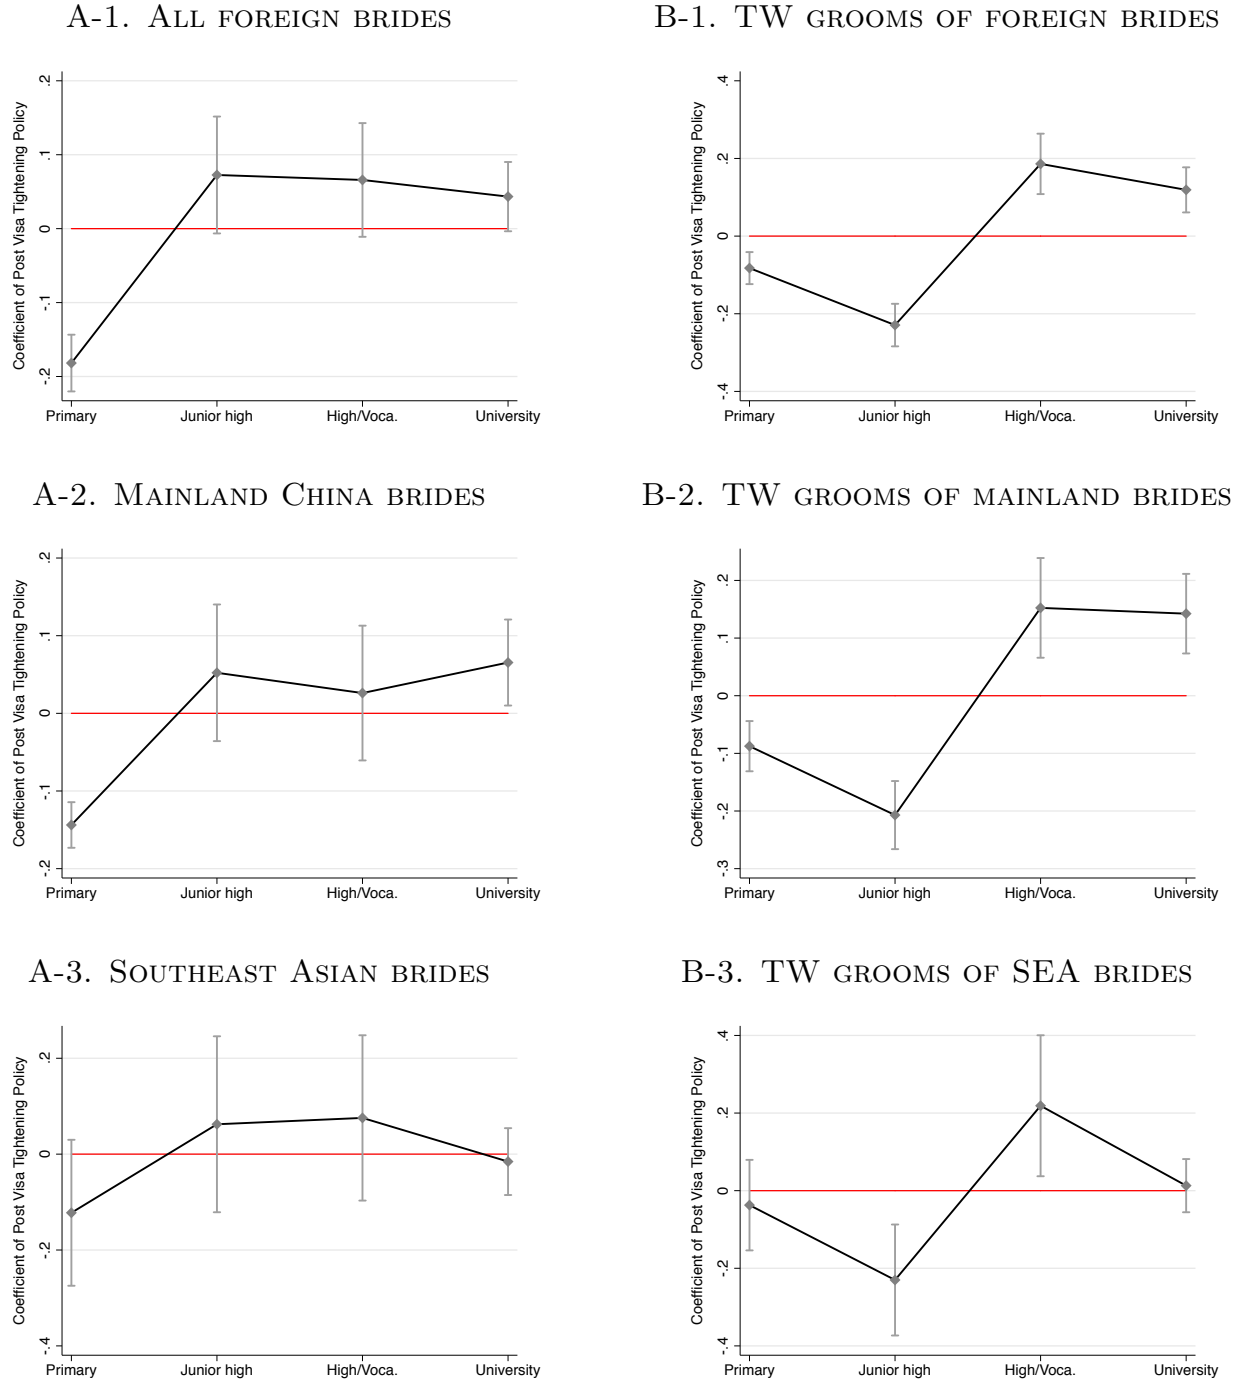 A-1. All foreign brides
Coefficient of Post Visa Tightening Policy
.2
.1
0
-.1
-.2
Primary Junior high High/Voca. University
B-1. TW grooms of foreign brides
Coefficient of Post Visa Tightening Policy
.4
.2
0
-.2
-.4
Primary Junior high High/Voca. University
A-2. Mainland China brides
Coefficient of Post Visa Tightening Policy
.2
.1
0
-.1
-.2
Primary Junior high High/Voca. University
B-2. TW grooms of mainland brides
Coefficient of Post Visa Tightening Policy
.2
.1
0
-.1
-.2
-.3
Primary Junior high High/Voca. University
A-3. Southeast Asian brides
Coefficient of Post Visa Tightening Policy
.2
0
-.2
-.4
Primary Junior high High/Voca. University
B-3. TW grooms of SEA brides
Coefficient of Post Visa Tightening Policy
.4
.2
0
-.2
-.4
Primary Junior high High/Voca. University